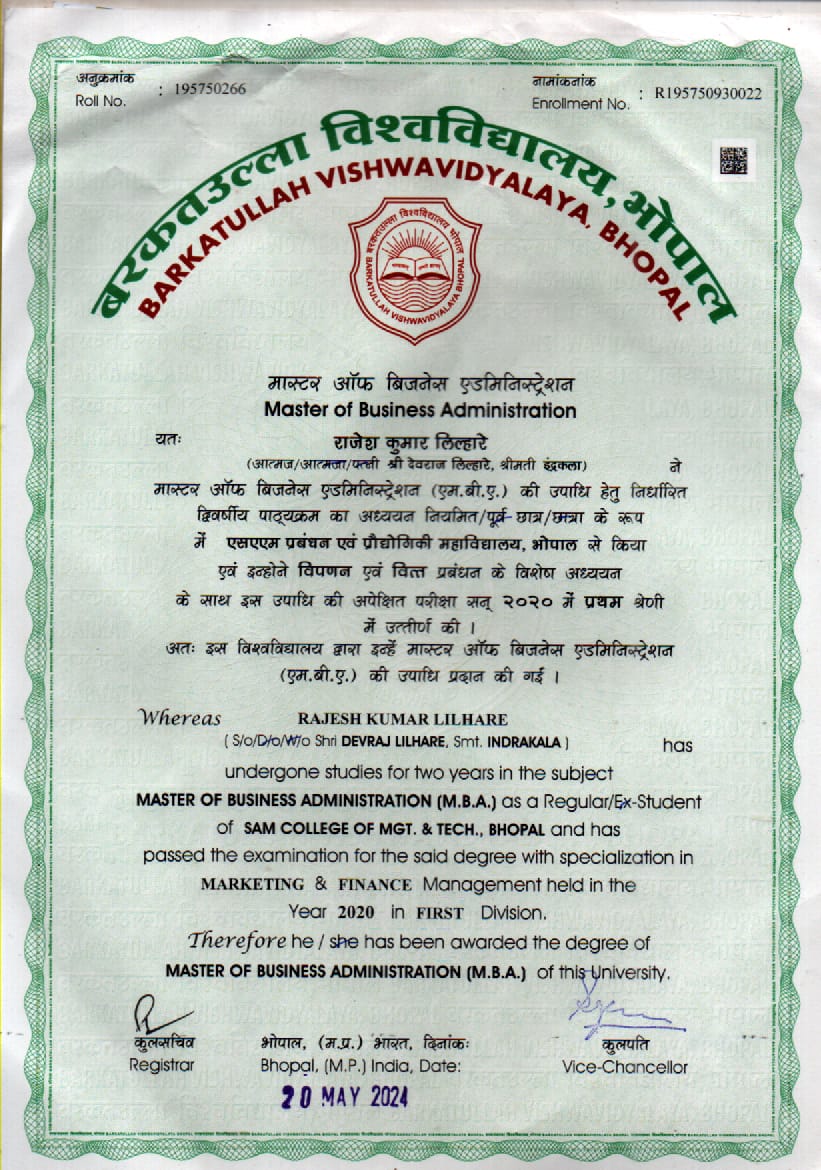 अनुक्रमांक
Roll No. : 195750266
नामांकनांक
Enrollment No. : R195750930022
बरकतउल्ला विश्वविद्यालय, भोपाल
BARKATULLAH VISHWAVIDYALAYA, BHOPAL
बरकतउल्ला विश्वविद्यालय भोपाल
BARKATULLAH VISHWAVIDYALAYA BHOPAL
मास्टर ऑफ बिजनेस एडमिनिस्ट्रेशन
Master of Business Administration
यतः राजेश कुमार लिल्हारे
(आत्मज/आत्मजा/पत्नी श्री देवराज लिल्हारे, श्रीमती इंद्रकला) ने
मास्टर ऑफ बिजनेस एडमिनिस्ट्रेशन (एम.बी.ए.) की उपाधि हेतु निर्धारित
द्विवर्षीय पाठ्यक्रम का अध्ययन नियमित/पूर्व छात्र/छात्रा के रूप
में एसएएम प्रबंधन एवं प्रौद्योगिकी महाविद्यालय, भोपाल से किया
एवं इन्होने विपणन एवं वित्त प्रबंधन के विशेष अध्ययन
के साथ इस उपाधि की अपेक्षित परीक्षा सन् २०२० में प्रथम श्रेणी
में उत्तीर्ण की ।
अतः इस विश्वविद्यालय द्वारा इन्हें मास्टर ऑफ बिजनेस एडमिनिस्ट्रेशन
(एम.बी.ए.) की उपाधि प्रदान की गई ।
Whereas RAJESH KUMAR LILHARE
( S/o/D/o/W/o Shri DEVRAJ LILHARE, Smt. INDRAKALA ) has
undergone studies for two years in the subject
MASTER OF BUSINESS ADMINISTRATION (M.B.A.) as a Regular/Ex-Student
of SAM COLLEGE OF MGT. & TECH., BHOPAL and has
passed the examination for the said degree with specialization in
MARKETING & FINANCE Management held in the
Year 2020 in FIRST Division.
Therefore he / she has been awarded the degree of
MASTER OF BUSINESS ADMINISTRATION (M.B.A.) of this University.
कुलसचिव
Registrar
भोपाल, (म.प्र.) भारत, दिनांकः
Bhopal, (M.P.) India, Date:
20 MAY 2024
कुलपति
Vice-Chancellor